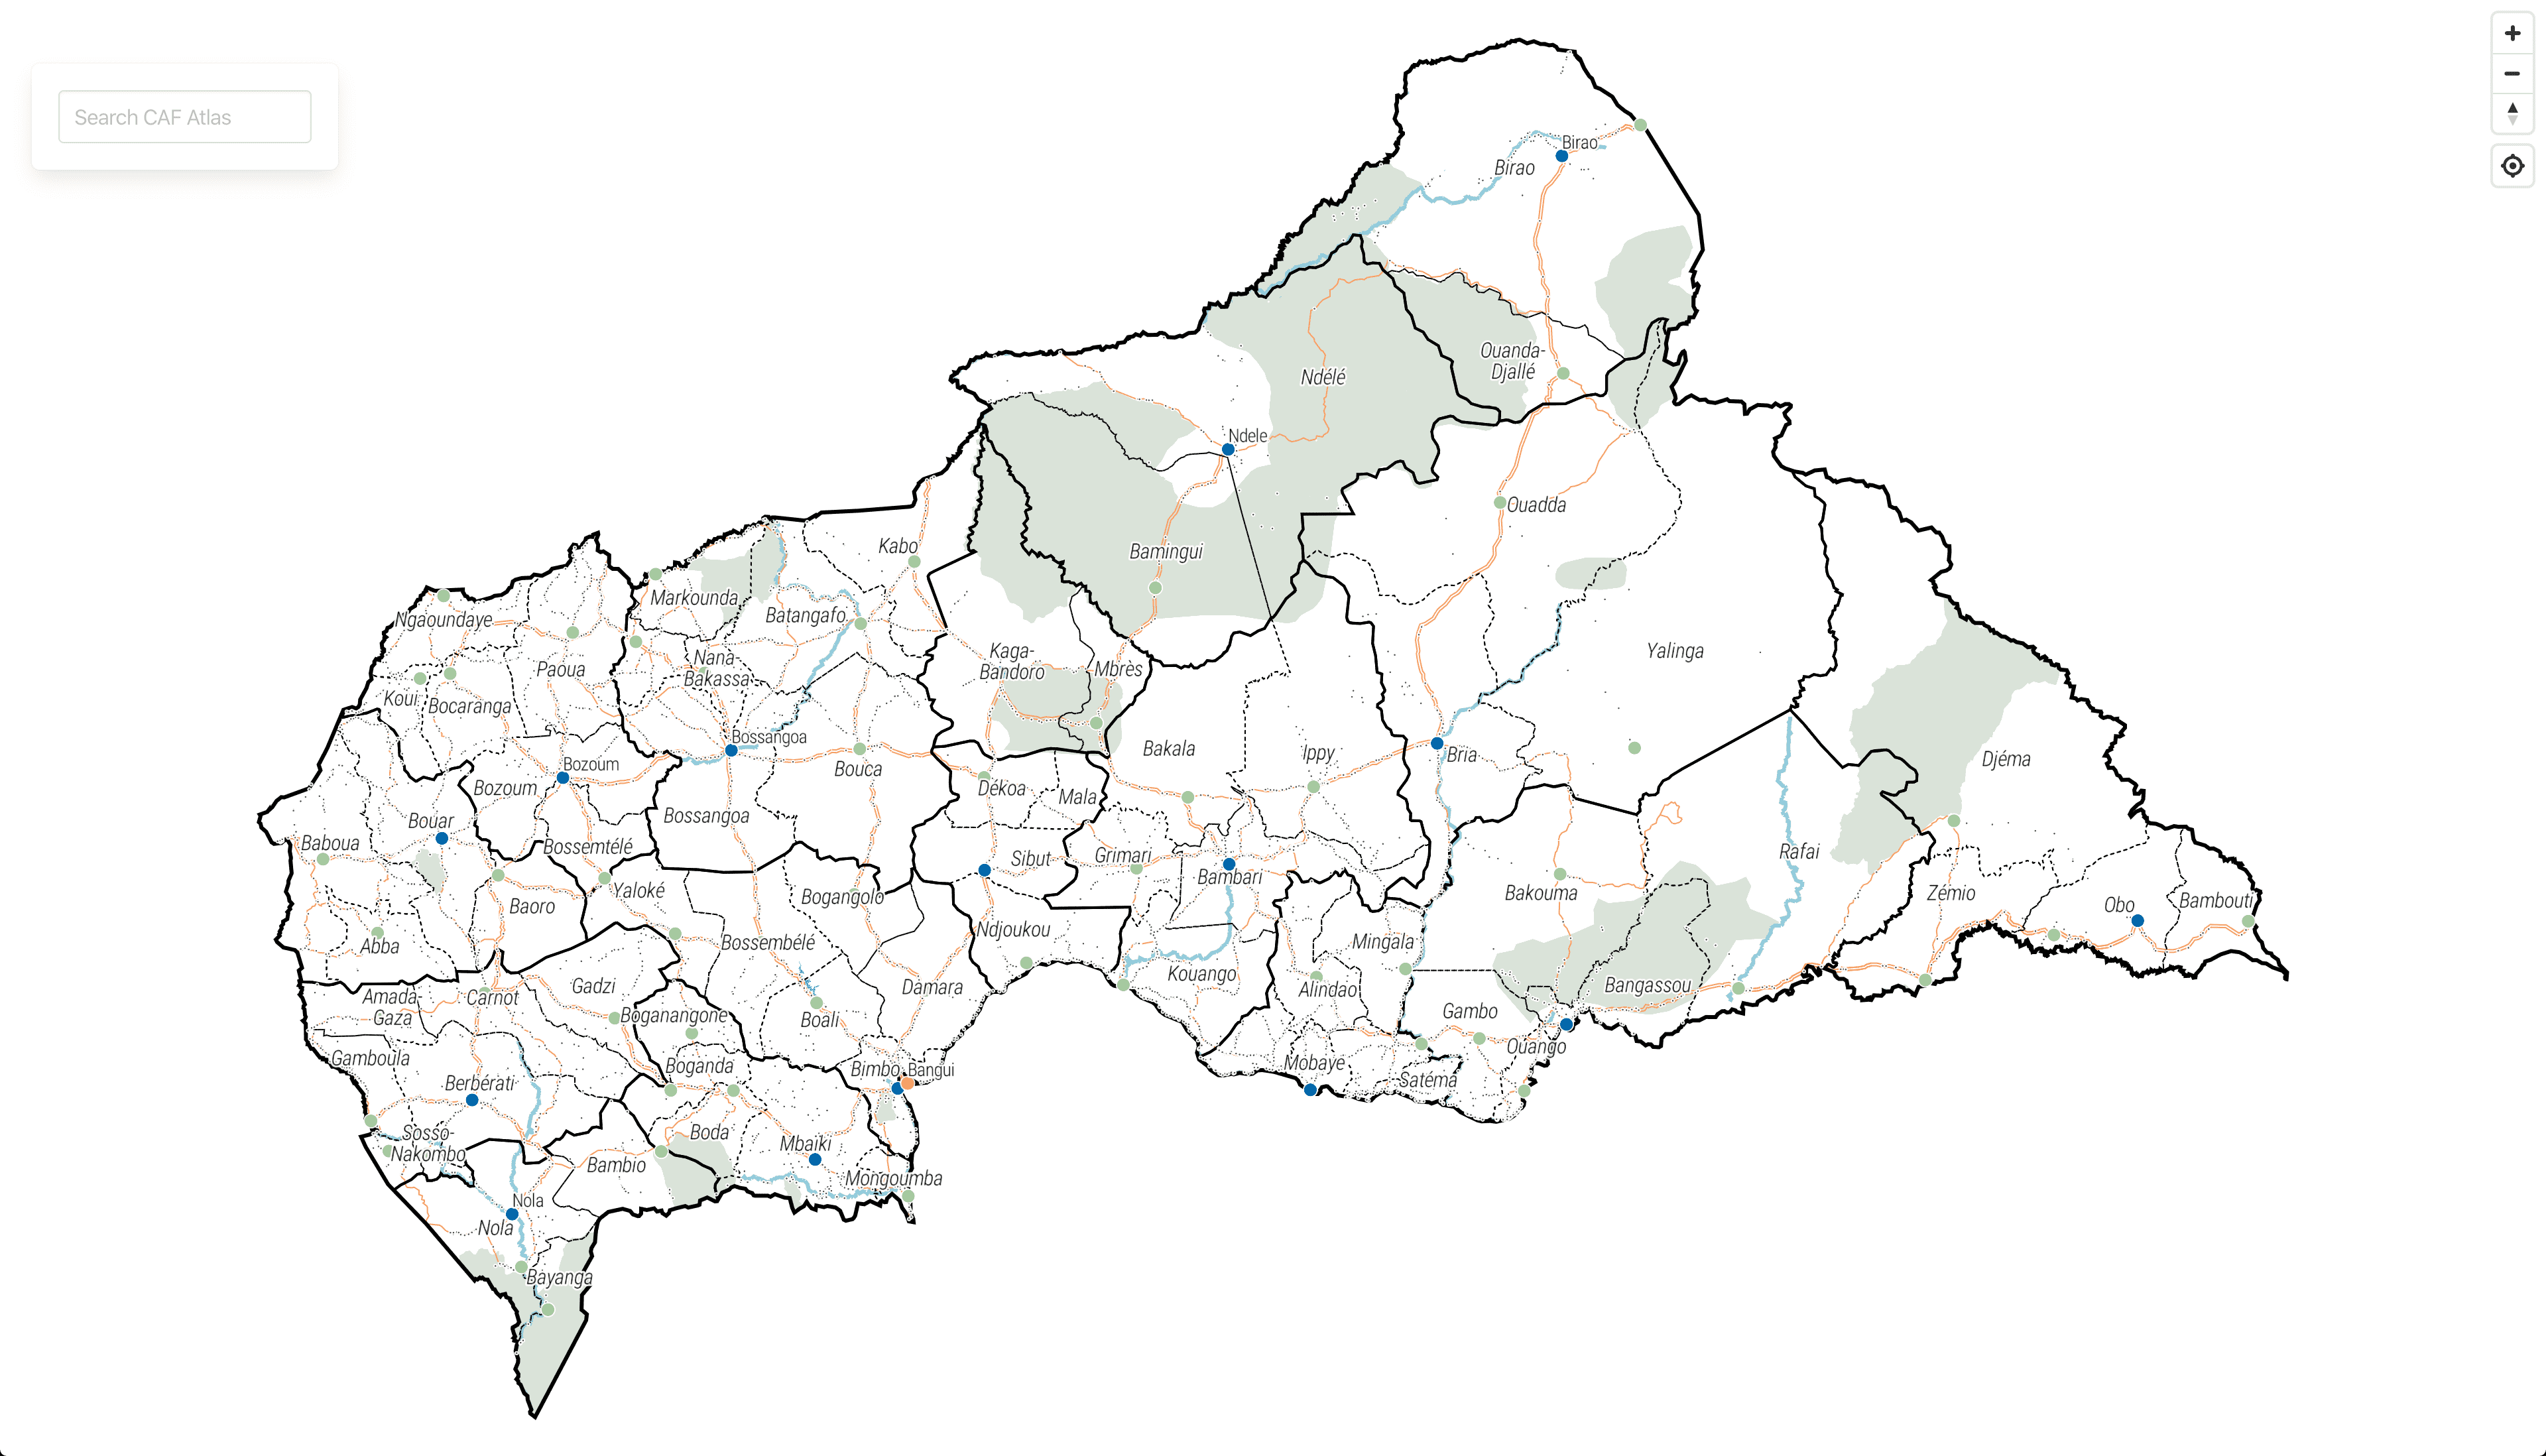 Search CAF Atlas
Birao
Birao
Ouanda-
Djallé
Ndélé
Ndele
Ouadda
Kabo
Bamingui
Markounda
Batangafo
Ngaoundaye
Nana-
Bakassa
Kaga-
Bandoro
Mbrès
Yalinga
Paoua
Koui
Bocaranga
Bossangoa
Bakala
Ippy
Bria
Djéma
Bouca
Bozoum
Bozoum
Dékoa
Mala
Bossangoa
Bouar
Baboua
Bossemtélé
Grimari
Sibut
Bambari
Rafai
Yaloké
Bogangolo
Bakouma
Zémio
Obo
Bambouti
Baoro
Abba
Bossembélé
Ndjoukou
Mingala
Kouango
Damara
Gadzi
Amada-
Gaza
Carnot
Alindao
Bangassou
Boganangone
Boali
Gambo
Ouango
Gamboula
Boganda
Bimbo
Bangui
Mobaye
Satéma
Berbérati
Sosso-
Nakombo
Boda
Mbaïki
Bambio
Mongoumba
Nola
Nola
Bayanga